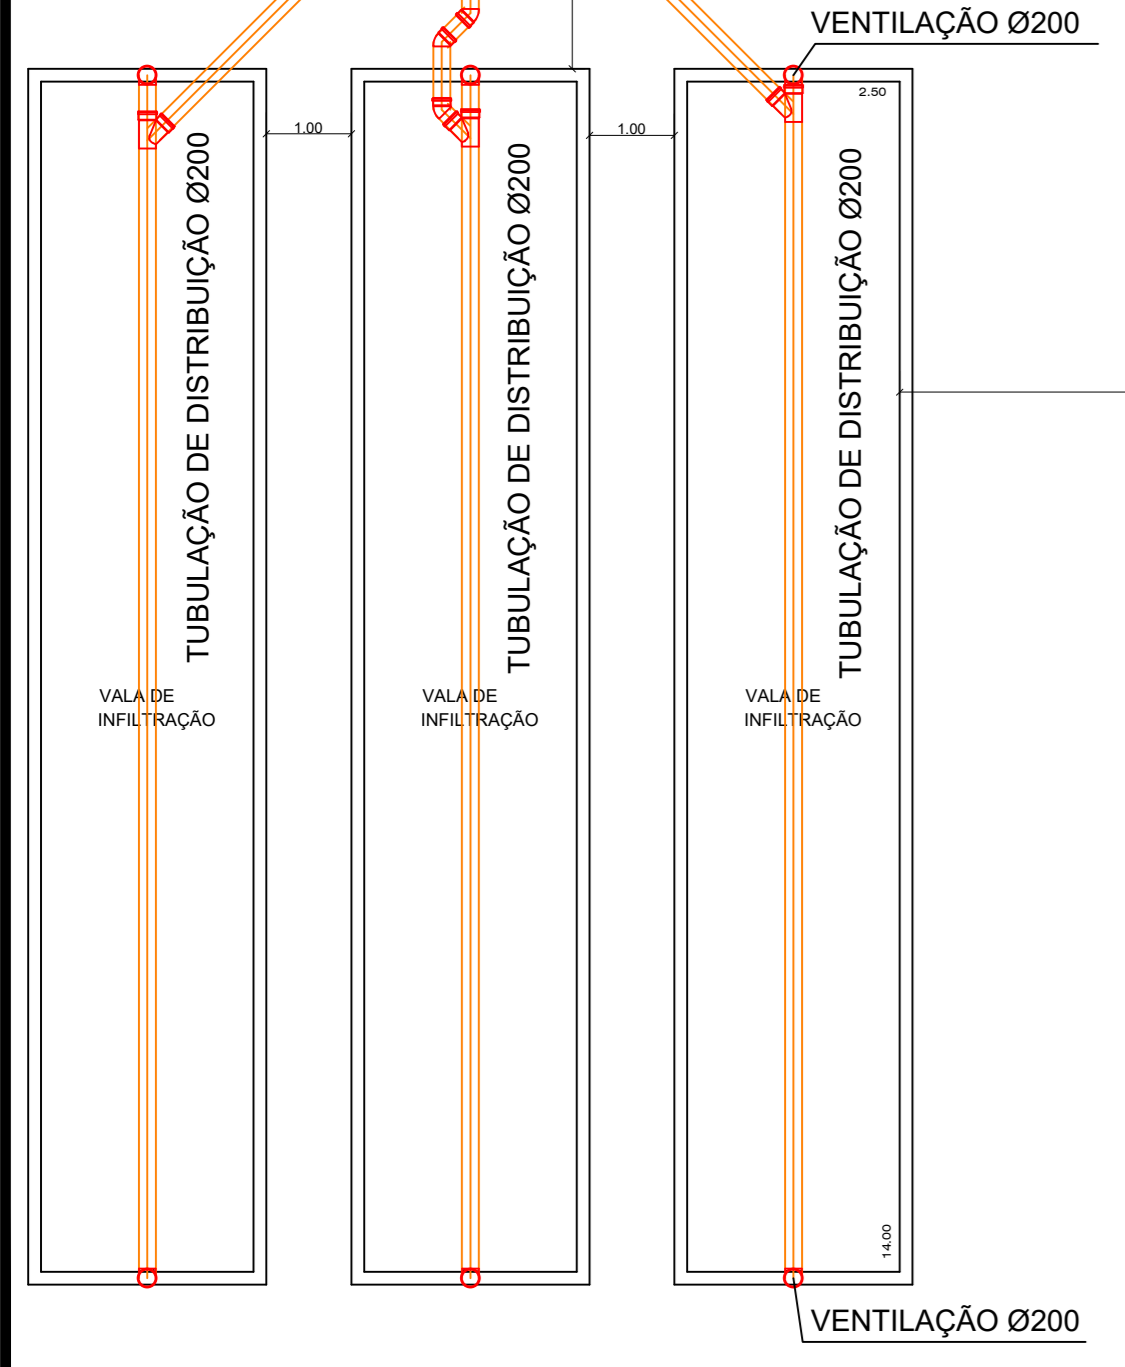 VENTILAÇÃO Ø200
2.50
1.00
1.00
TUBULAÇÃO DE DISTRIBUIÇÃO Ø200
TUBULAÇÃO DE DISTRIBUIÇÃO Ø200
TUBULAÇÃO DE DISTRIBUIÇÃO Ø200
VALA DE
INFILTRAÇÃO
VALA DE
INFILTRAÇÃO
VALA DE
INFILTRAÇÃO
14.00
VENTILAÇÃO Ø200